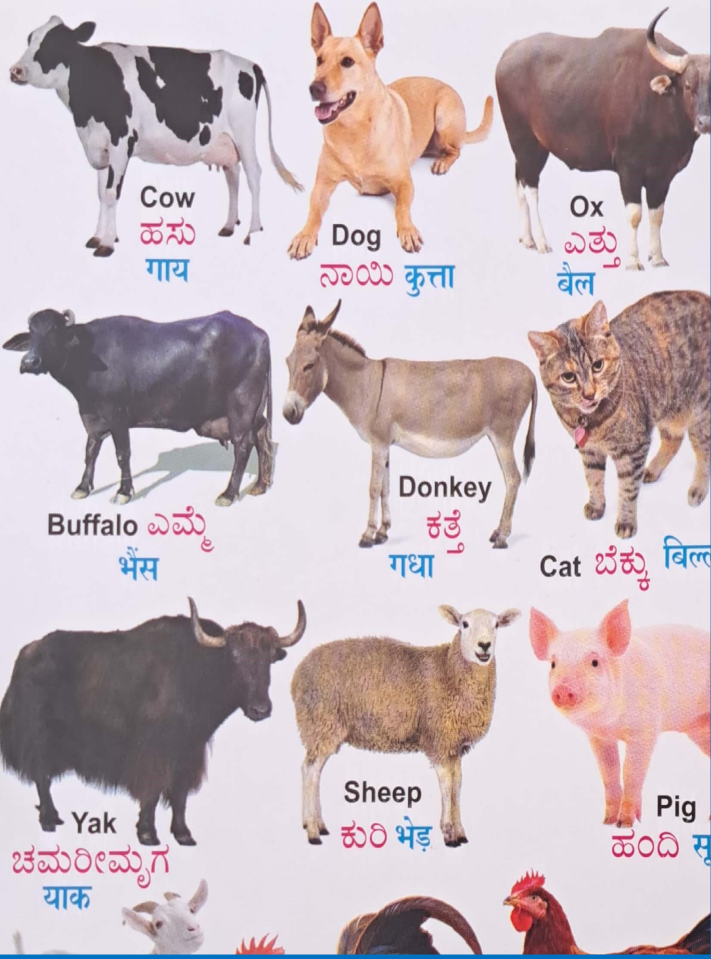 Cow
ಹಸು
गाय
Dog
ನಾಯಿ कुत्ता
Ox
ಎತ್ತು
बैल
Buffalo ಎಮ್ಮೆ
भैंस
Donkey
ಕತ್ತೆ
गधा
Cat ಬೆಕ್ಕು
Yak
ಚಮರೀಮೃಗ
याक
Sheep
ಕುರಿ भेड़
Pig
ಹಂದಿ